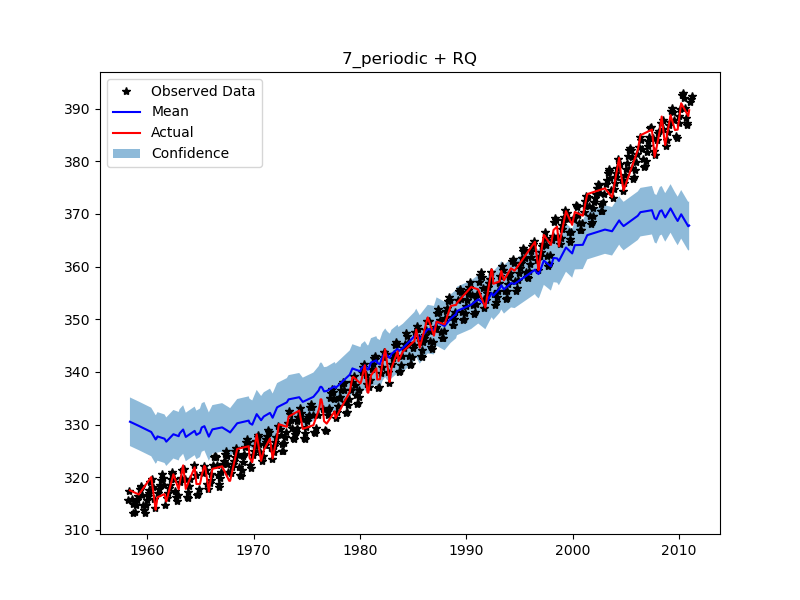 7_periodic + RQ
Observed Data
Mean
Actual
Confidence
390
380
370
360
350
340
330
320
310
1960 1970 1980 1990 2000 2010